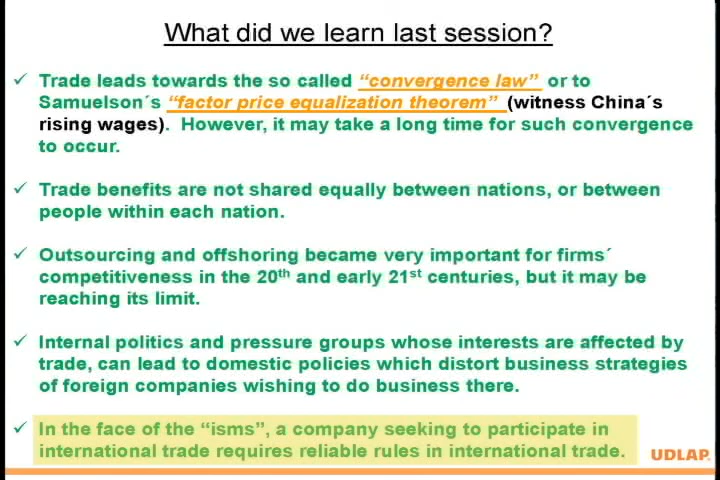 What did we learn last session?
✓ Trade leads towards the so called “convergence law” or to
Samuelson´s “factor price equalization theorem” (witness China´s
rising wages). However, it may take a long time for such convergence
to occur.
✓ Trade benefits are not shared equally between nations, or between
people within each nation.
✓ Outsourcing and offshoring became very important for firms´
competitiveness in the 20th and early 21st centuries, but it may be
reaching its limit.
✓ Internal politics and pressure groups whose interests are affected by
trade, can lead to domestic policies which distort business strategies
of foreign companies wishing to do business there.
✓ In the face of the “isms”, a company seeking to participate in
international trade requires reliable rules in international trade.
UDLAP.